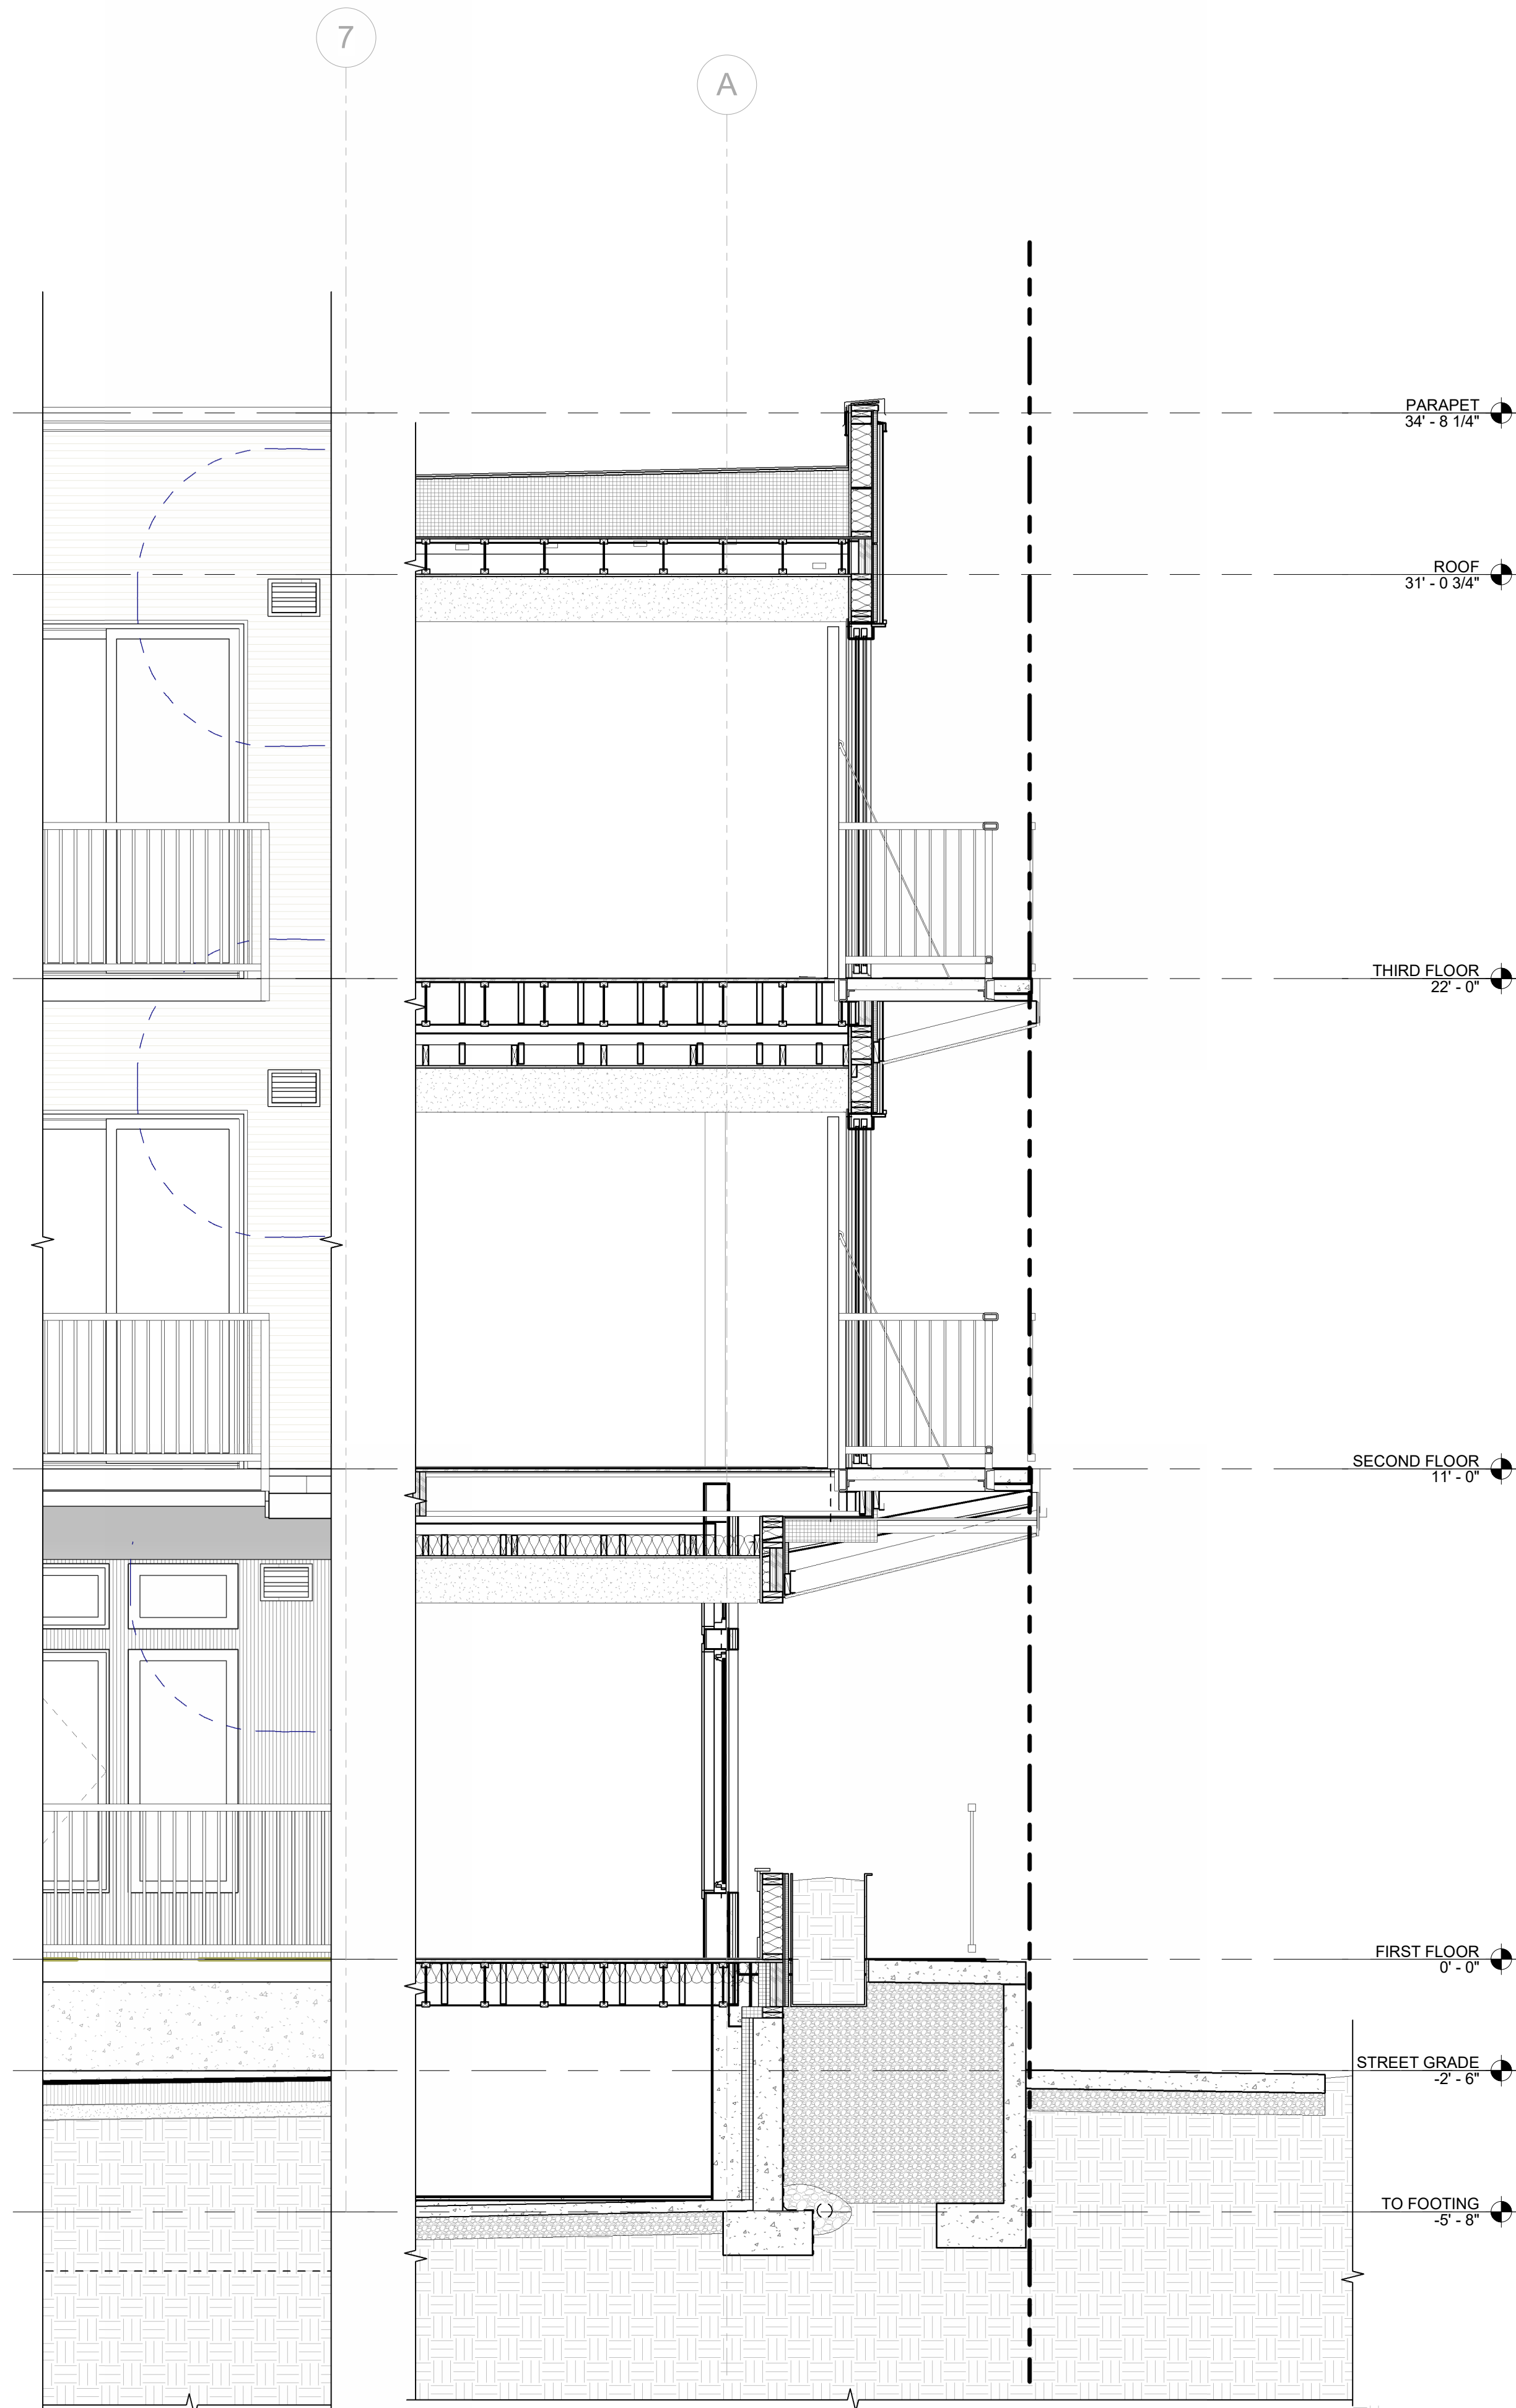 7
A
PARAPET
34' - 8 1/4"
ROOF
31' - 0 3/4"
THIRD FLOOR
22' - 0"
SECOND FLOOR
11' - 0"
FIRST FLOOR
0' - 0"
STREET GRADE
-2' - 6"
TO FOOTING
-5' - 8"